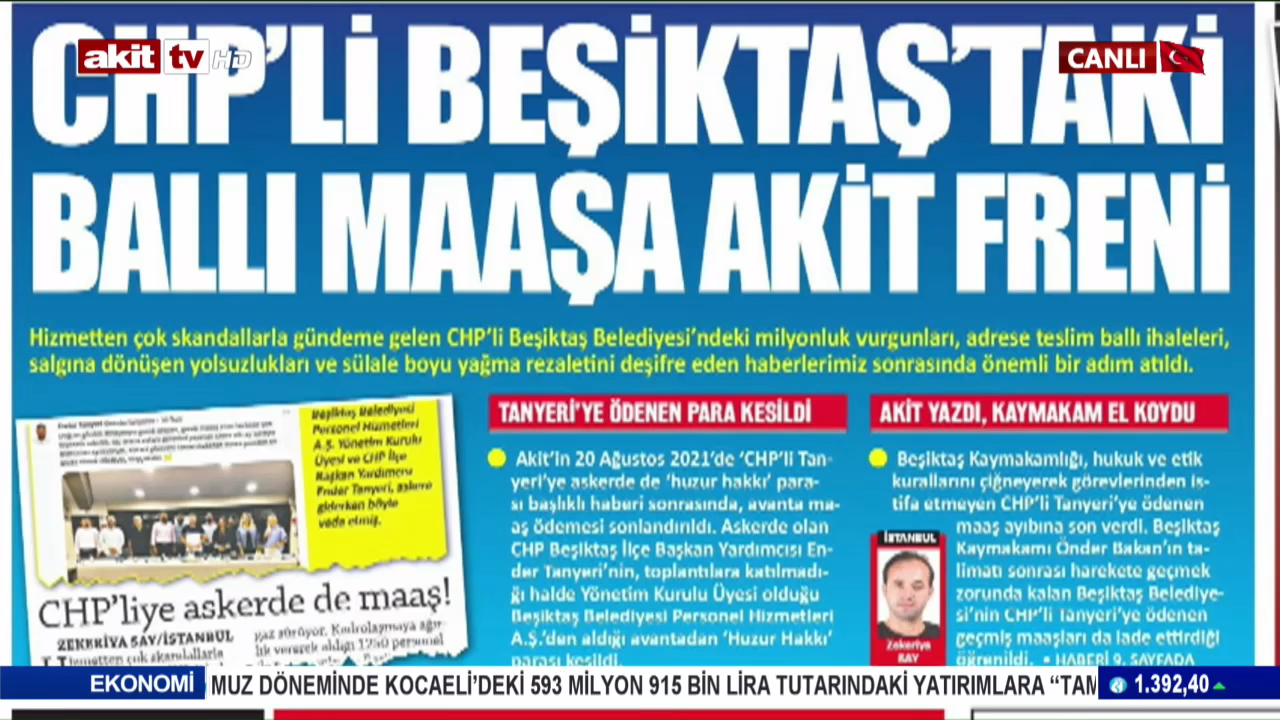 akit tv HD
CANLI
CHP'Lİ BEŞİKTAŞ'TAKİ
BALLI MAAŞA AKİT FRENİ
Hizmetten çok skandallarla gündeme gelen CHP'li Beşiktaş Belediyesi'ndeki milyonluk vurgunları, adrese teslim ballı ihaleleri,
salgına dönüşen yolsuzlukları ve sülale boyu yağma rezaletini deşifre eden haberlerimiz sonrasında önemli bir adım atıldı.
Beşiktaş Belediyesi
Personel Hizmetleri
A.Ş. Yönetim Kurulu
Üyesi ve CHP İlçe
Başkan Yardımcısı
Ender Tanyeri, askere
giderken böyle
veda etmiş.
CHP'liye askerde de maaş!
ZEKERİYA SAY/İSTANBUL
TANYERİ'YE ÖDENEN PARA KESİLDİ
Akit'in 20 Ağustos 2021'de 'CHP'li Tan-
yeri'ye askerde de 'huzur hakkı' para-
sı başlıklı haberi sonrasında, avanta ma-
aş ödemesi sonlandırıldı. Askerde olan
CHP Beşiktaş İlçe Başkan Yardımcısı En-
der Tanyeri'nin, toplantılara katılmadı-
ğı halde Yönetim Kurulu Üyesi olduğu
Beşiktaş Belediyesi Personel Hizmetleri
A.Ş.'den aldığı avantadan 'Huzur Hakkı'
parası kesildi.
AKİT YAZDI, KAYMAKAM EL KOYDU
Beşiktaş Kaymakamlığı, hukuk ve etik
kurallarını çiğneyerek görevlerinden is-
tifa etmeyen CHP'li Tanyeri'ye ödenen
maaş ayıbına son verdi. Beşiktaş
Kaymakamı Önder Bakan'ın ta-
limatı sonrası harekete geçmek
zorunda kalan Beşiktaş Belediye-
si'nin CHP'li Tanyeri'ye ödenen
geçmiş maaşları da iade ettirdiği
öğrenildi. • HABERİ 9. SAYFADA
İSTANBUL
Zekeriya
SAY
EKONOMİ
MUZ DÖNEMİNDE KOCAELİ'DEKİ 593 MİLYON 915 BİN LİRA TUTARINDAKİ YATIRIMLARA “TAM
1.392,40